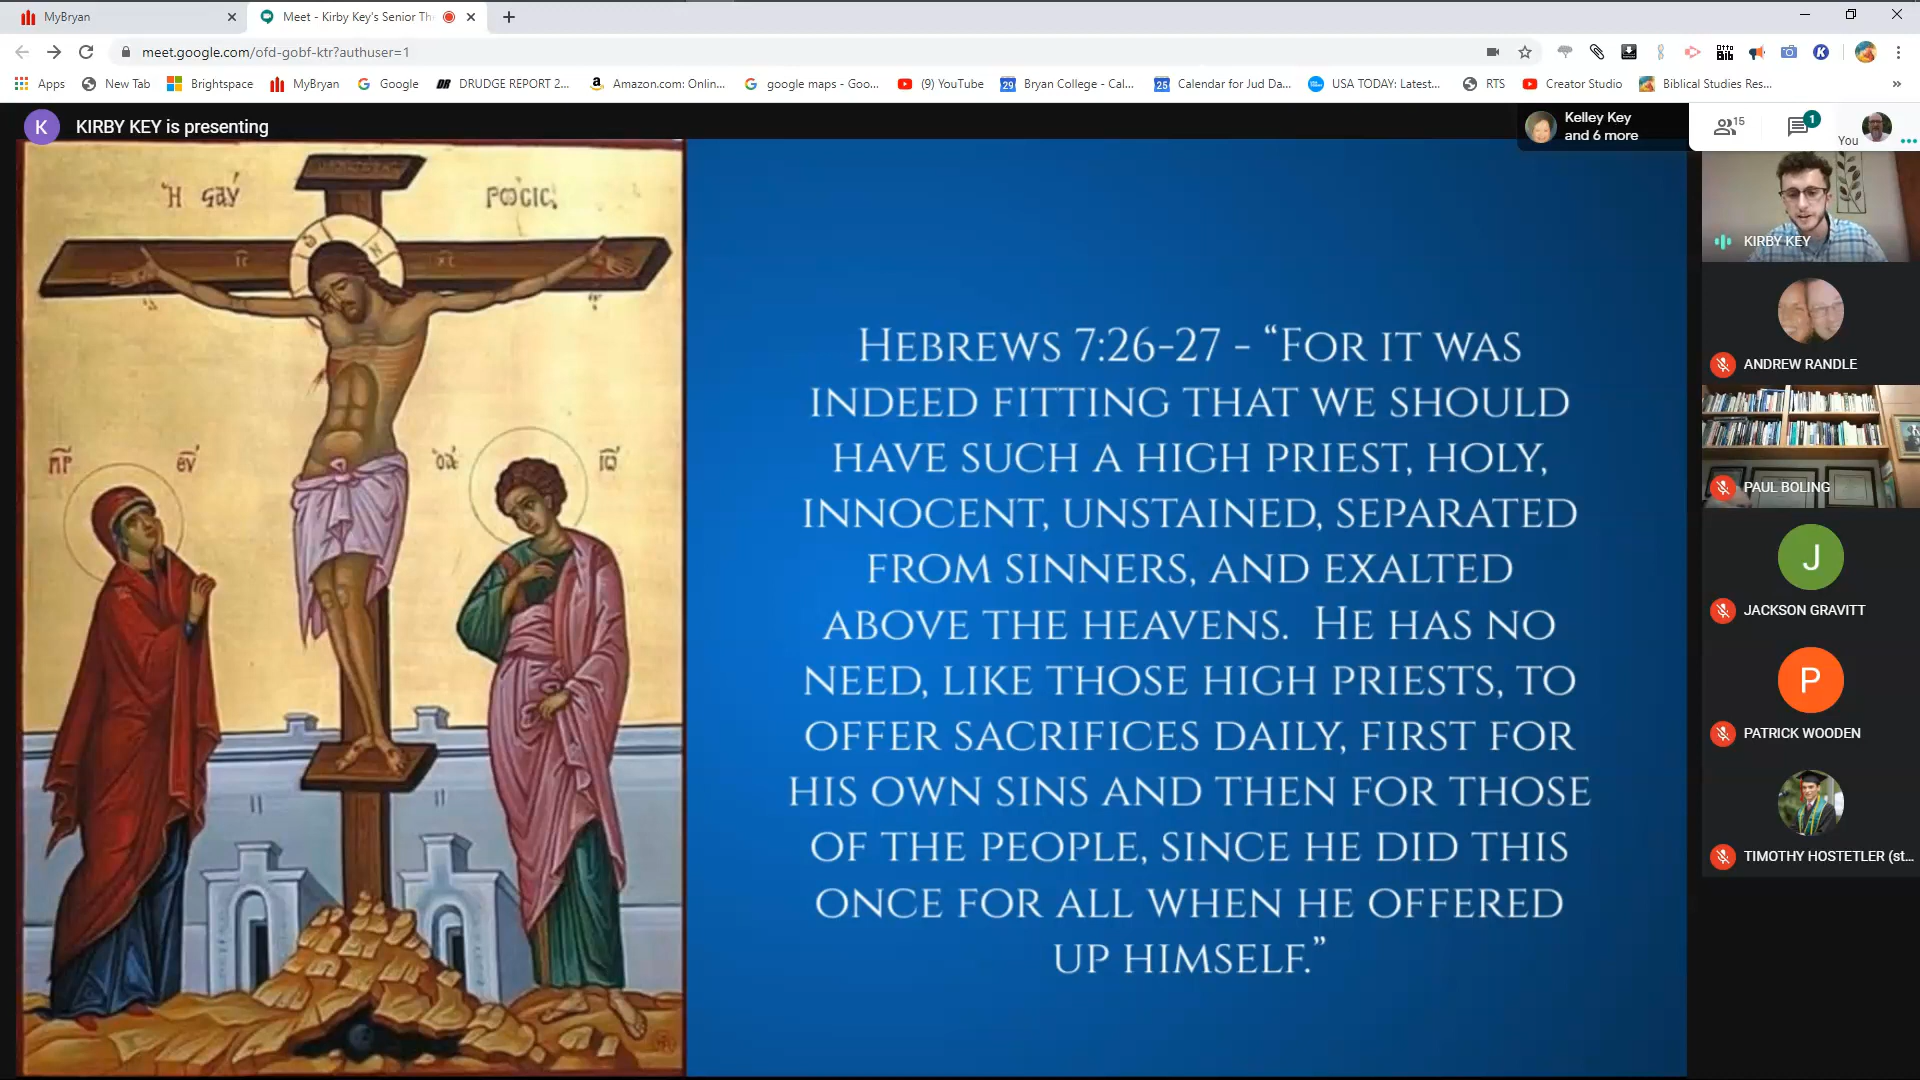 MyBryan
Meet - Kirby Key's Senior Th
meet.google.com/ofd-gobf-ktr?authuser=1
Apps
New Tab
Brightspace
MyBryan
Google
DRUDGE REPORT 2...
Amazon.com: Onlin...
google maps - Goo...
(9) YouTube
Bryan College - Cal...
Calendar for Jud Da...
USA TODAY: Latest...
RTS
Creator Studio
Biblical Studies Res...
K
KIRBY KEY is presenting
Kelley Key
and 6 more
15
1
You
HEBREWS 7:26-27 - “FOR IT WAS
INDEED FITTING THAT WE SHOULD
HAVE SUCH A HIGH PRIEST, HOLY,
INNOCENT, UNSTAINED, SEPARATED
FROM SINNERS, AND EXALTED
ABOVE THE HEAVENS. HE HAS NO
NEED, LIKE THOSE HIGH PRIESTS, TO
OFFER SACRIFICES DAILY, FIRST FOR
HIS OWN SINS AND THEN FOR THOSE
OF THE PEOPLE, SINCE HE DID THIS
ONCE FOR ALL WHEN HE OFFERED
UP HIMSELF.”
KIRBY KEY
ANDREW RANDLE
PAUL BOLING
J
JACKSON GRAVITT
P
PATRICK WOODEN
TIMOTHY HOSTETLER (st...